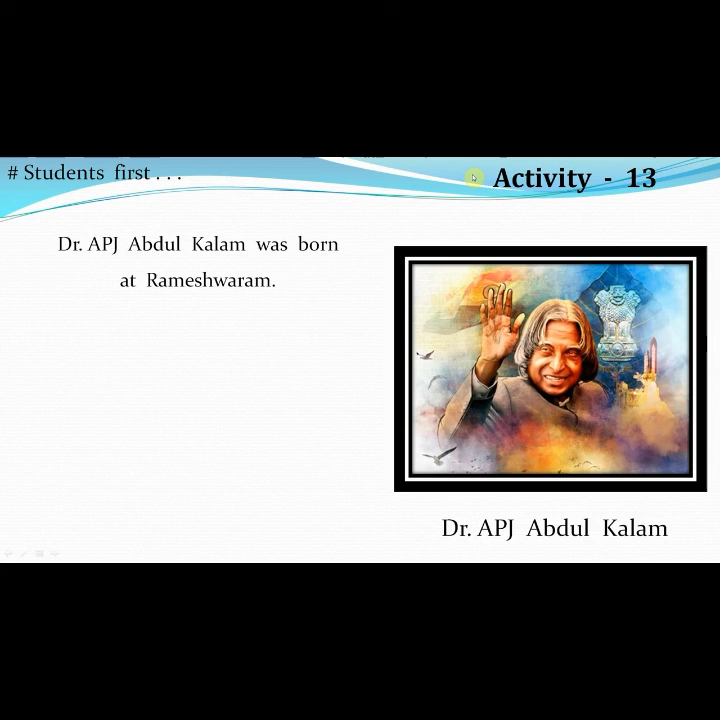 # Students first . . .
Activity - 13
Dr. APJ Abdul Kalam was born
at Rameshwaram.
Dr. APJ Abdul Kalam